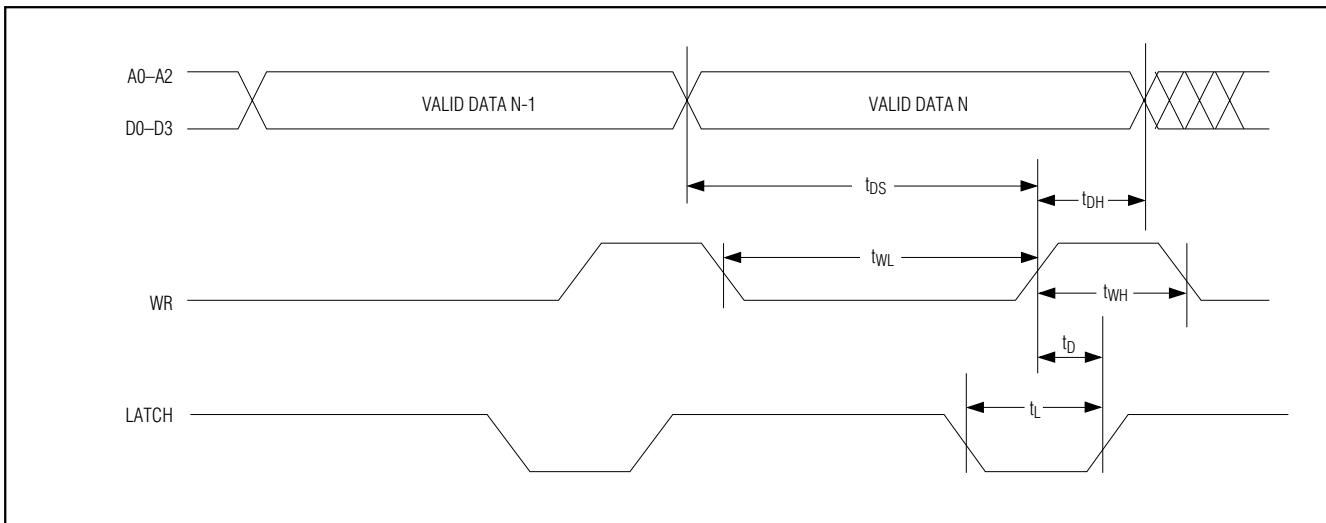 A0–A2
VALID DATA N-1
VALID DATA N
D0–D3
tDS
tDH
tWL
WR
tWH
tD
LATCH
tL